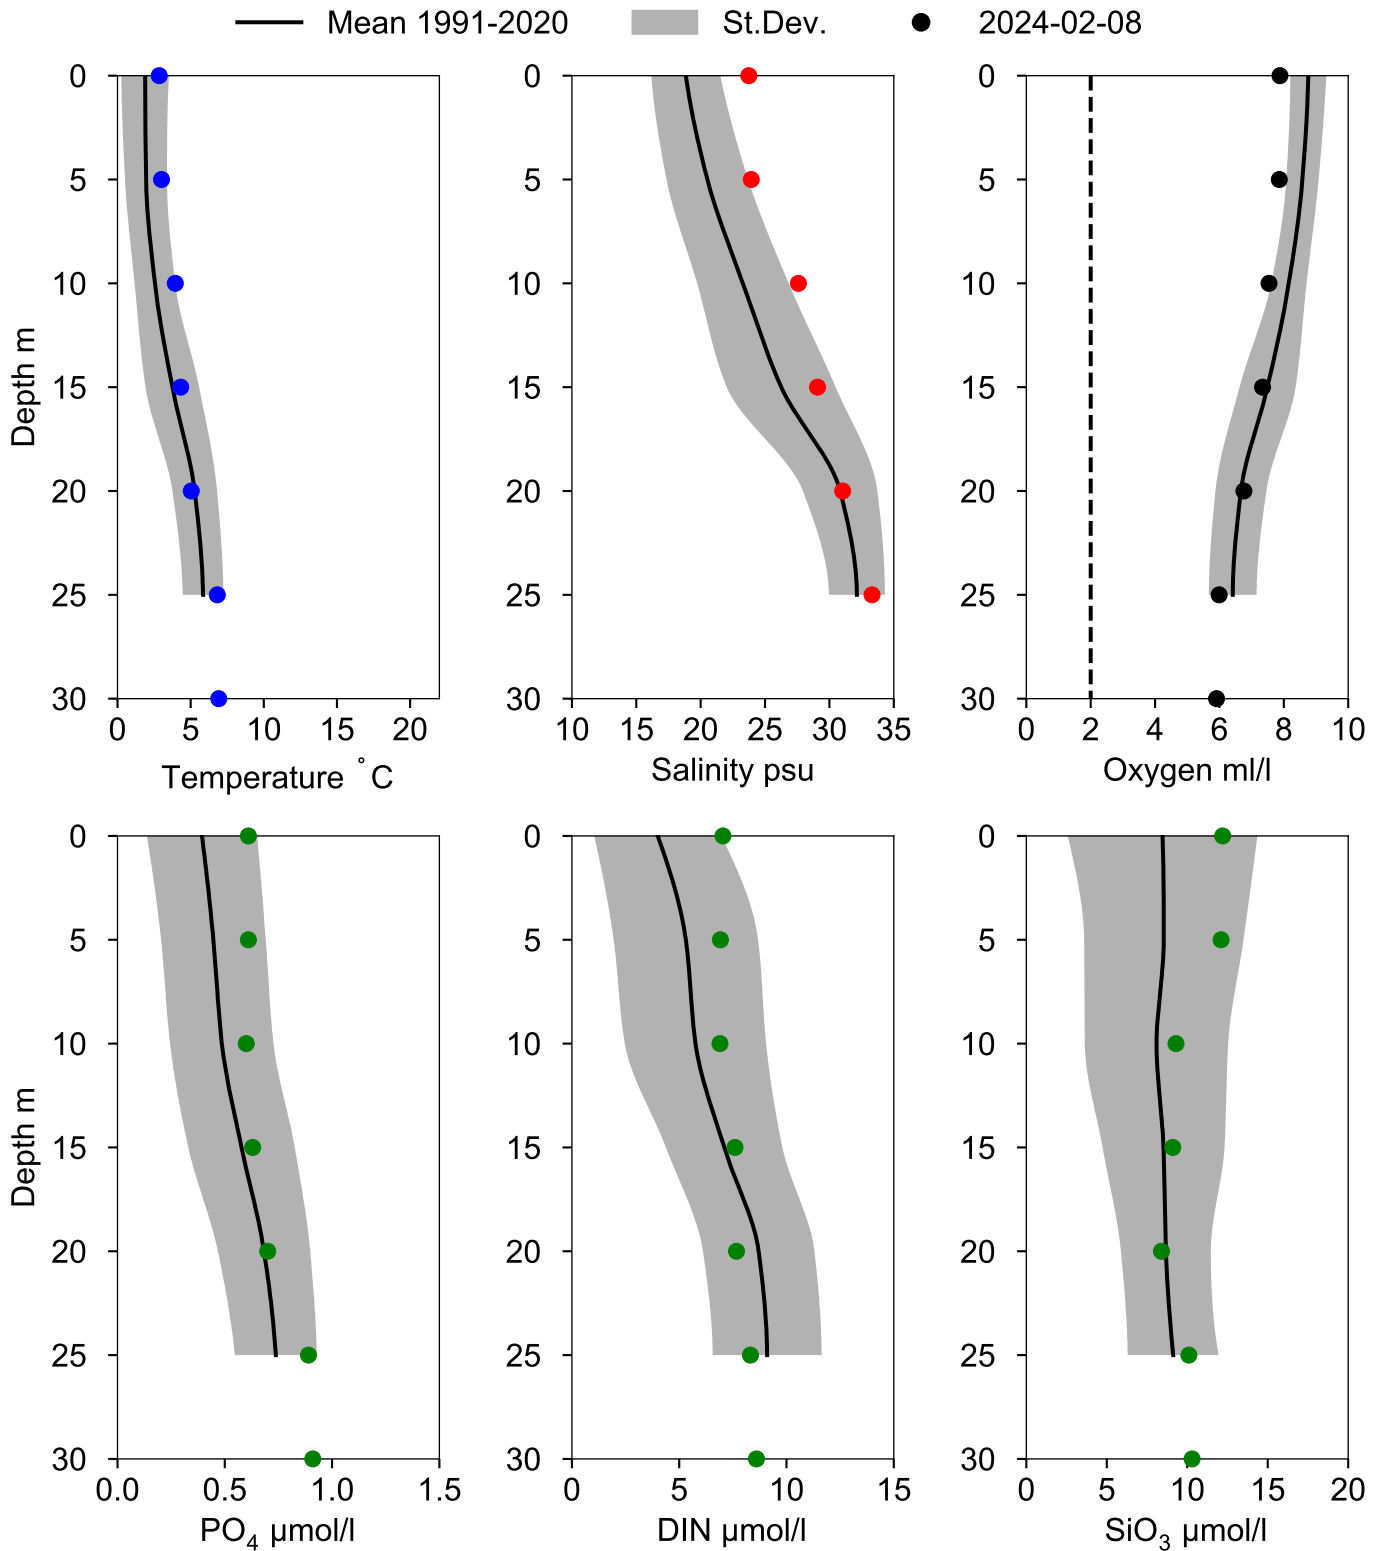 Mean 1991-2020 St.Dev. 2024-02-08
0 0 0
5 5 5
10 10 10
15 15 15
20 20 20
25 25 25
30 30 30
Depth m
0 5 10 15 20 10 15 20 25 30 35 0 2 4 6 8 10
Temperature ˚C Salinity psu Oxygen ml/l
0 0 0
5 5 5
10 10 10
15 15 15
20 20 20
25 25 25
30 30 30
Depth m
0.0 0.5 1.0 1.5 0 5 10 15 0 5 10 15 20
PO₄ µmol/l DIN µmol/l SiO₃ µmol/l